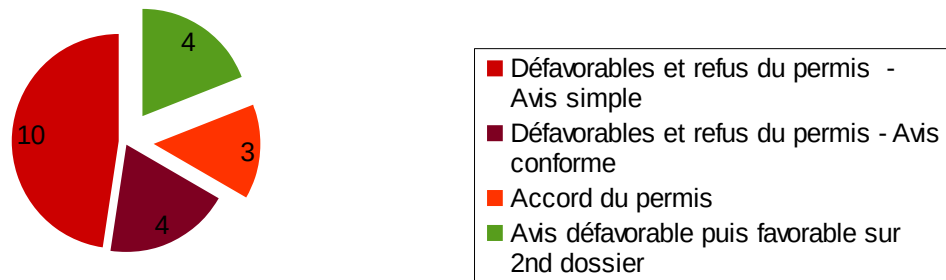 4
10
3
4
Défavorables et refus du permis -
Avis simple
Défavorables et refus du permis - Avis
conforme
Accord du permis
Avis défavorable puis favorable sur
2nd dossier